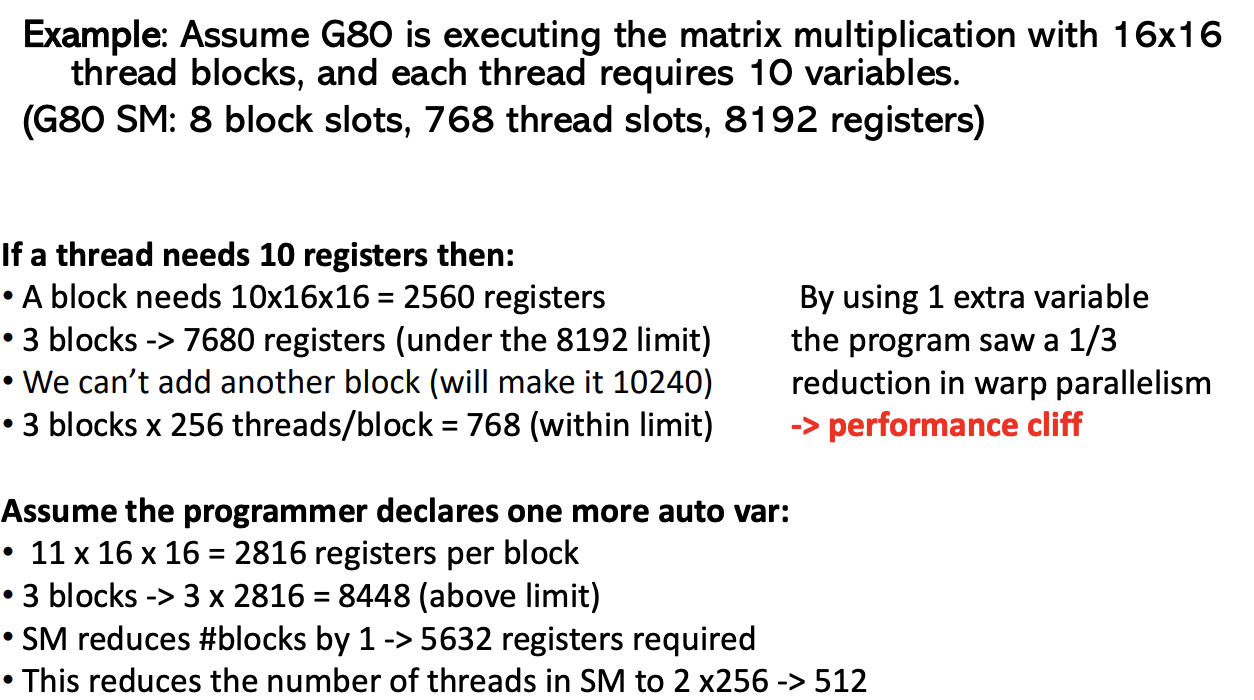 Example: Assume G80 is executing the matrix multiplication with 16x16
thread blocks, and each thread requires 10 variables.
(G80 SM: 8 block slots, 768 thread slots, 8192 registers)
If a thread needs 10 registers then:
• A block needs 10x16x16 = 2560 registers
• 3 blocks -> 7680 registers (under the 8192 limit)
• We can't add another block (will make it 10240)
• 3 blocks x 256 threads/block = 768 (within limit)
By using 1 extra variable
the program saw a 1/3
reduction in warp parallelism
-> performance cliff
Assume the programmer declares one more auto var:
• 11 x 16 x 16 = 2816 registers per block
• 3 blocks -> 3 x 2816 = 8448 (above limit)
• SM reduces #blocks by 1 -> 5632 registers required
• This reduces the number of threads in SM to 2 x256 -> 512